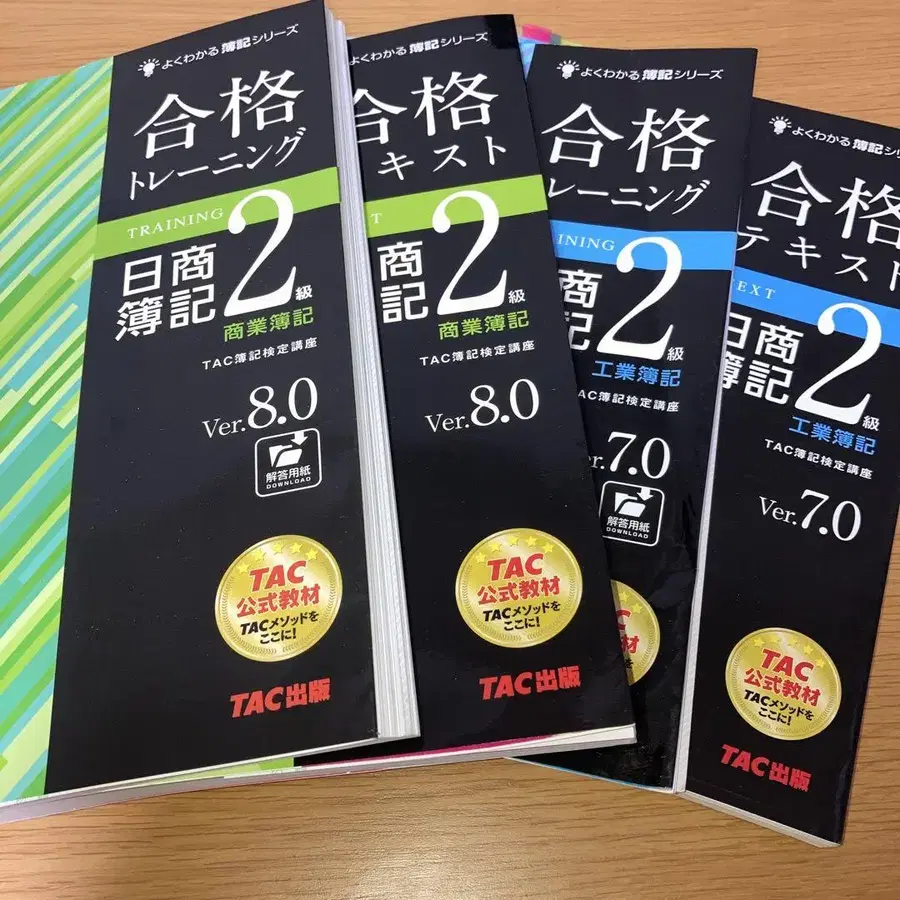 よくわかる簿記シリーズ
合格
トレーニング
TRAINING
日商
簿記
2
級
商業簿記
TAC簿記検定講座
Ver.8.0
解答用紙
DOWNLOAD
TAC
公式教材
TACメソッドを
ここに!
TAC出版
よくわかる簿記シリーズ
合格
キスト
T
商
記
2
級
商業簿記
TAC簿記検定講座
Ver.8.0
TAC
公式教材
TACメソッドを
ここに!
TAC出版
よくわかる簿記シリーズ
合格
レーニング
INING
商
記
2
級
工業簿記
AC簿記検定講座
er.7.0
解答用紙
DOWNLOAD
よくわかる簿記シリ
合格
テキスト
EXT
日商
簿記
2
級
工業簿記
TAC簿記検定講座
Ver.7.0
TAC
公式教材
TACメソッドを
ここに!
TAC出版